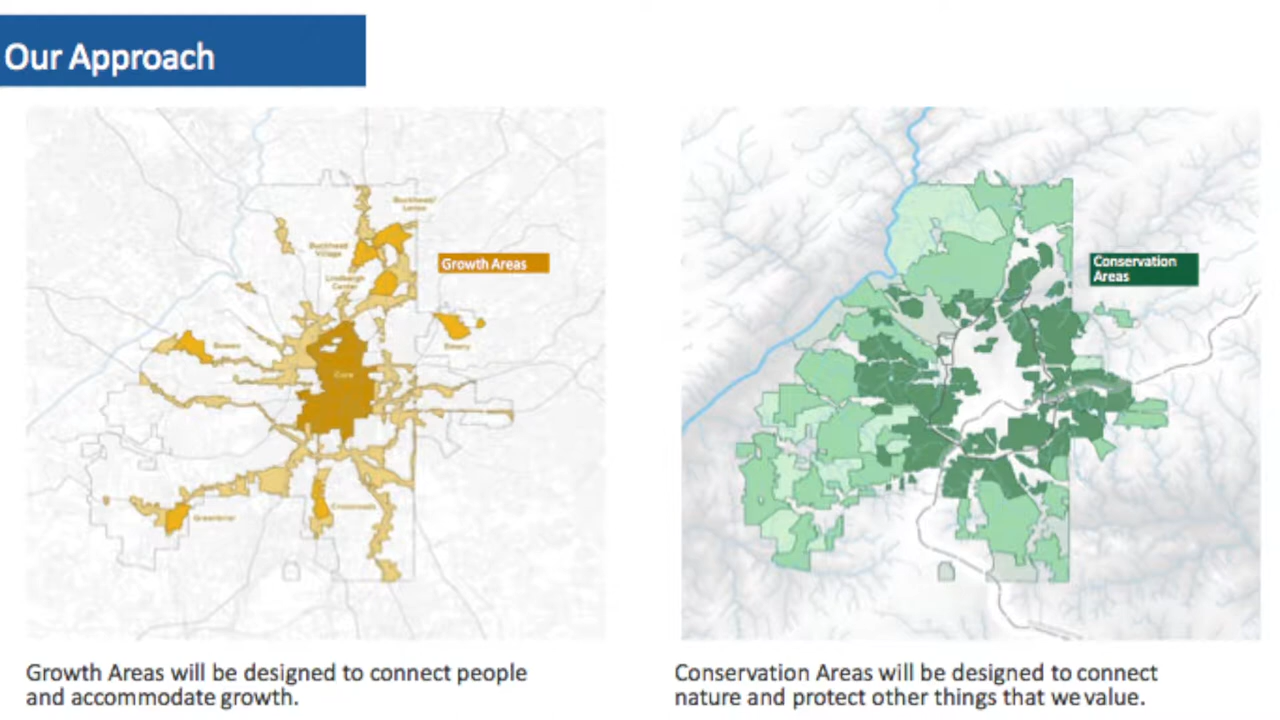 Our Approach
Buckhead/
Lenox
Buckhead
Village
Growth Areas
Lindbergh
Center
Emory
Bowen
Core
Crossroads
Greenbriar
Conservation
Areas
Growth Areas will be designed to connect people
and accommodate growth.
Conservation Areas will be designed to connect
nature and protect other things that we value.